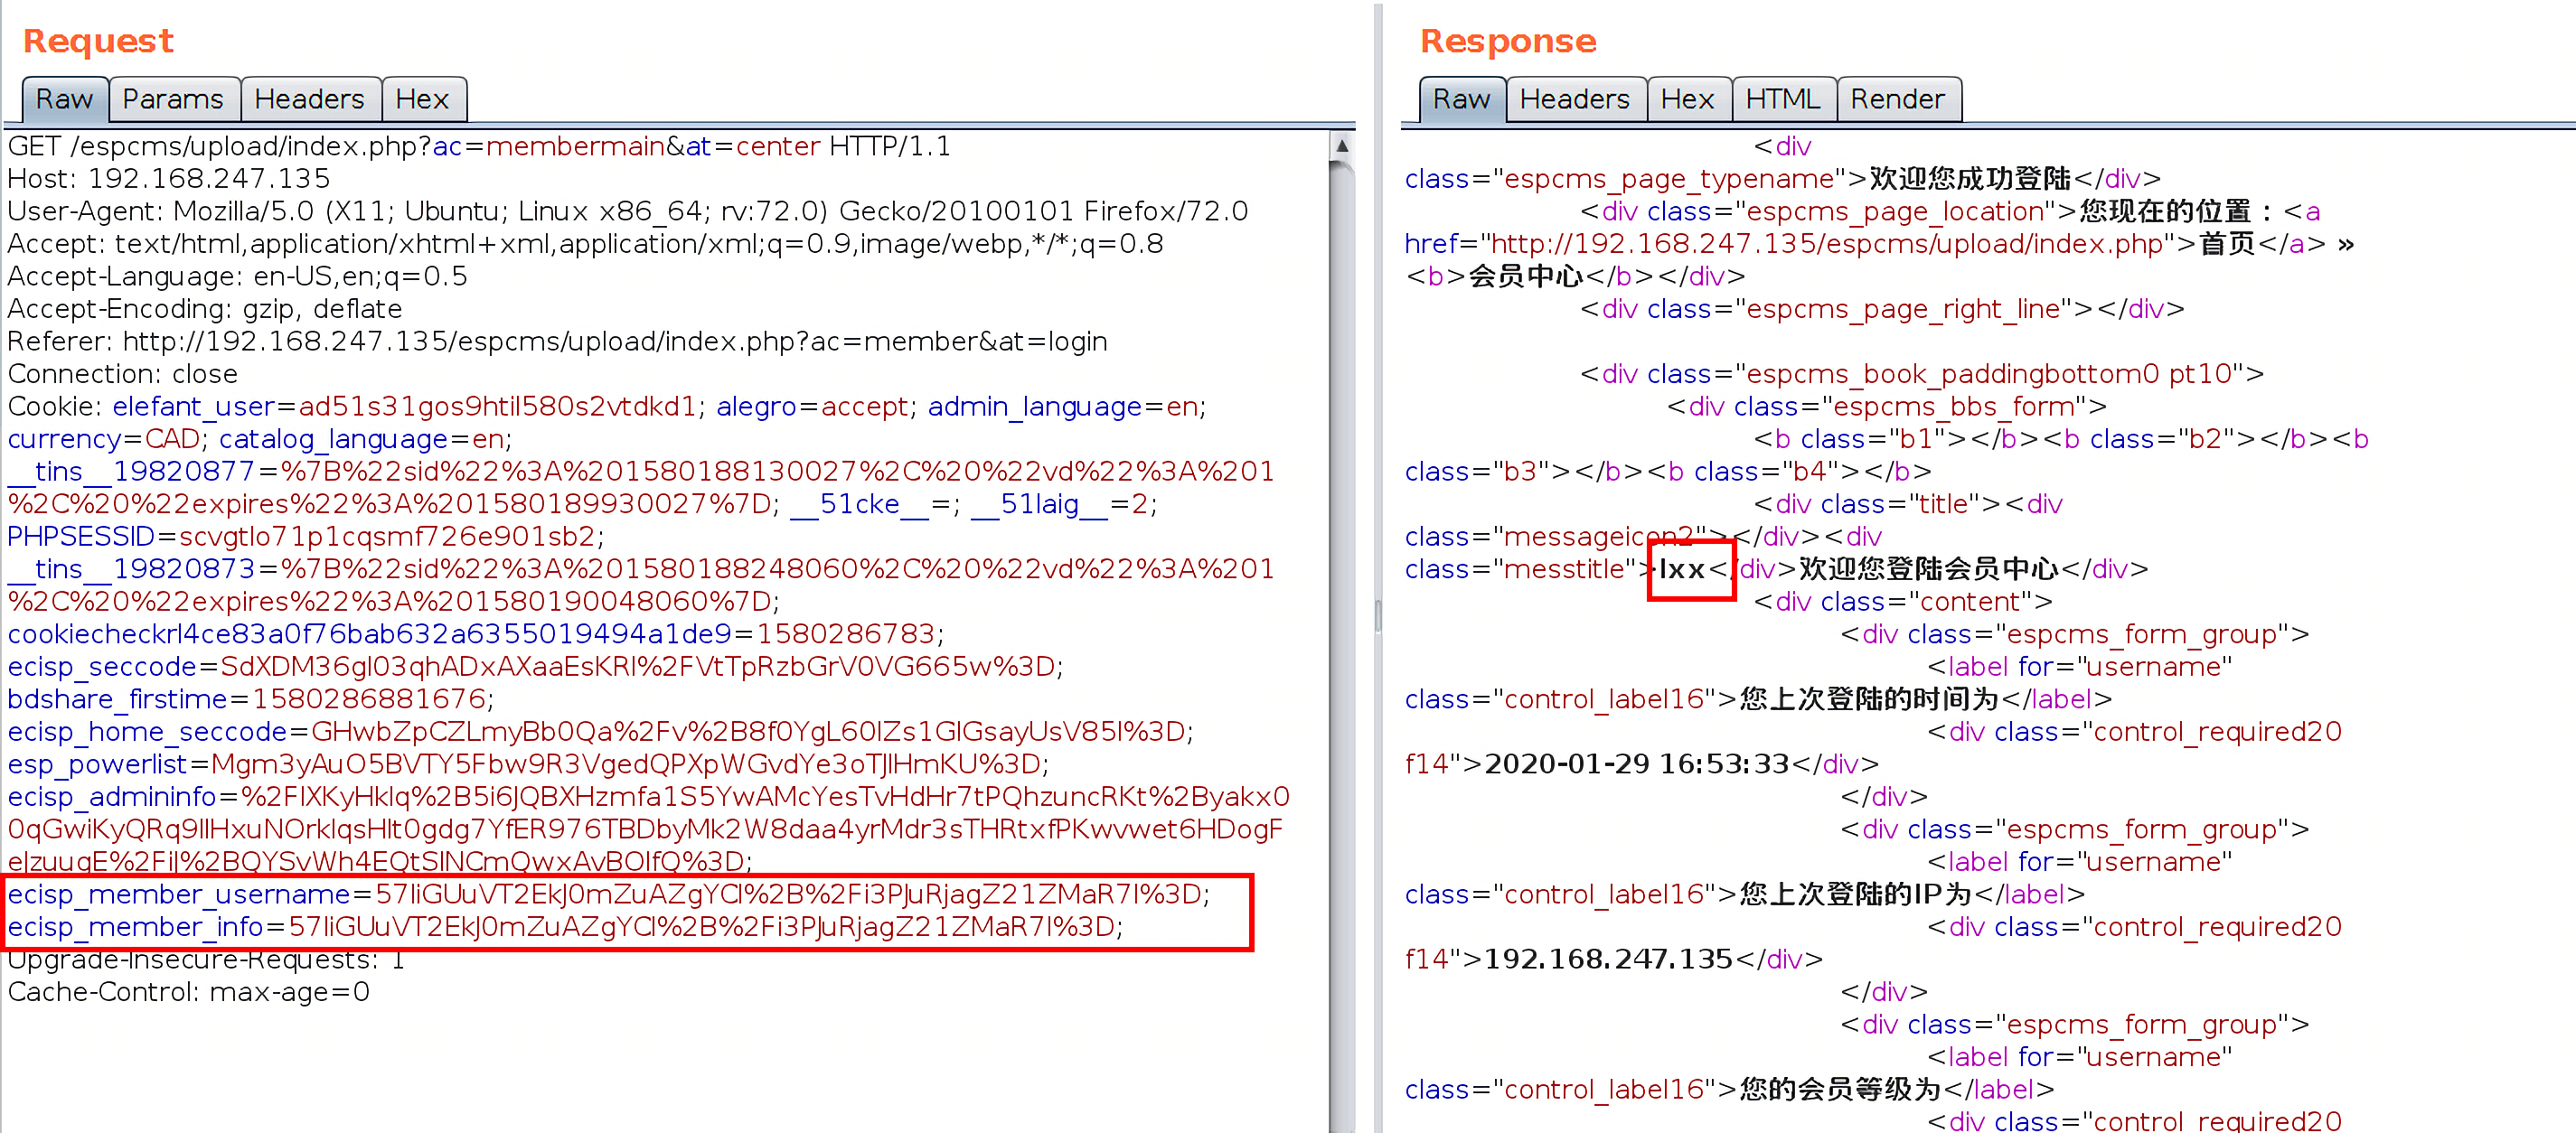 Request
Raw
Params
Headers
Hex
GET /espcms/upload/index.php?ac=membermain&at=center HTTP/1.1
Host: 192.168.247.135
User-Agent: Mozilla/5.0 (X11; Ubuntu; Linux x86_64; rv:72.0) Gecko/20100101 Firefox/72.0
Accept: text/html,application/xhtml+xml,application/xml;q=0.9,image/webp,*/*;q=0.8
Accept-Language: en-US,en;q=0.5
Accept-Encoding: gzip, deflate
Referer: http://192.168.247.135/espcms/upload/index.php?ac=member&at=login
Connection: close
Cookie: elefant_user=ad51s31gos9htil580s2vtdkd1; alegro=accept; admin_language=en;
currency=CAD; catalog_language=en;
__tins__19820877=%7B%22sid%22%3A%201580188130027%2C%20%22vd%22%3A%201
%2C%20%22expires%22%3A%201580189930027%7D; __51cke__=; __51laig__=2;
PHPSESSID=scvgtlo71p1cqsmf726e901sb2;
__tins__19820873=%7B%22sid%22%3A%201580188248060%2C%20%22vd%22%3A%201
%2C%20%22expires%22%3A%201580190048060%7D;
cookiecheckrl4ce83a0f76bab632a6355019494a1de9=1580286783;
ecisp_seccode=SdXDM36gI03qhADxAXaaEsKRI%2FVtTpRzbGrV0VG665w%3D;
bdshare_firstime=1580286881676;
ecisp_home_seccode=GHwbZpCZLmyBb0Qa%2Fv%2B8f0YgL60IZs1GIGsayUsV85I%3D;
esp_powerlist=Mgm3yAuO5BVTY5Fbw9R3VgedQPXpWGvdYe3oTJIHmKU%3D;
ecisp_admininfo=%2FIXKyHkIq%2B5i6JQBXHzmfa1S5YwAMcYesTvHdHr7tPQhzuncRKt%2Byakx0
0qGwiKyQRq9IIHxuNOrkIqsHIt0gdg7YfER976TBDbyMk2W8daa4yrMdr3sTHRtxfPKwvwet6HDogF
eJzuuqE%2FiJ%2BQYSvWh4EQtSINCmQwxAvBOIfQ%3D;
ecisp_member_username=57IiGUuVT2EkJ0mZuAZgYCI%2B%2Fi3PJuRjagZ21ZMaR7I%3D;
ecisp_member_info=57IiGUuVT2EkJ0mZuAZgYCI%2B%2Fi3PJuRjagZ21ZMaR7I%3D;
Upgrade-Insecure-Requests: 1
Cache-Control: max-age=0
Response
Raw
Headers
Hex
HTML
Render
<div
class="espcms_page_typename">欢迎您成功登陆</div>
<div class="espcms_page_location">您现在的位置：<a
href="http://192.168.247.135/espcms/upload/index.php">首页</a> »
<b>会员中心</b></div>
<div class="espcms_page_right_line"></div>
<div class="espcms_book_paddingbottom0 pt10">
<div class="espcms_bbs_form">
<b class="b1"></b><b class="b2"></b><b
class="b3"></b><b class="b4"></b>
<div class="title"><div
class="messageicon2"></div><div
class="messtitle">lxx</div>欢迎您登陆会员中心</div>
<div class="content">
<div class="espcms_form_group">
<label for="username"
class="control_label16">您上次登陆的时间为</label>
<div class="control_required20
f14">2020-01-29 16:53:33</div>
</div>
<div class="espcms_form_group">
<label for="username"
class="control_label16">您上次登陆的IP为</label>
<div class="control_required20
f14">192.168.247.135</div>
</div>
<div class="espcms_form_group">
<label for="username"
class="control_label16">您的会员等级为</label>
<div class="control_required20